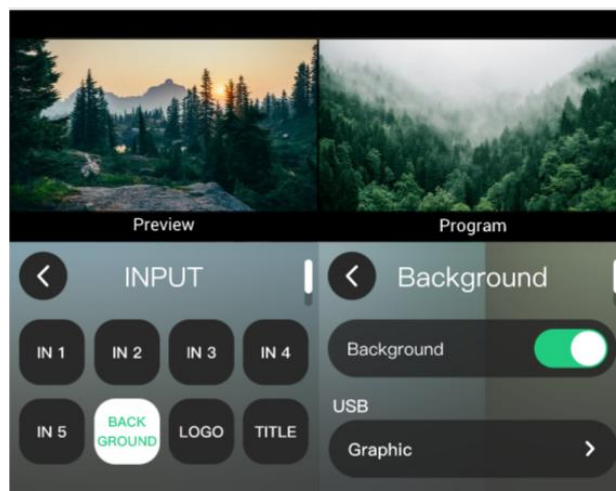 Preview
Program
INPUT
Background
IN 1
IN 2
IN 3
IN 4
Background
IN 5
BACK
GROUND
LOGO
TITLE
USB
Graphic